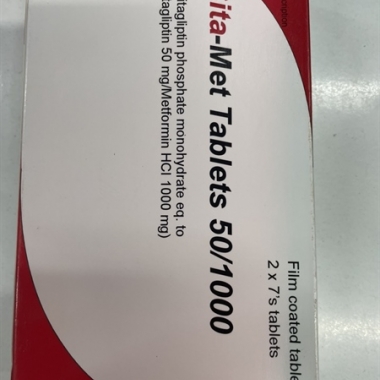 ita-Met Tablets 50/1000
itagliptin phosphate monohydrate eq. to
agliptin 50 mg/Metformin HCl 1000 mg)
Film coated table
2 x 7's tablets